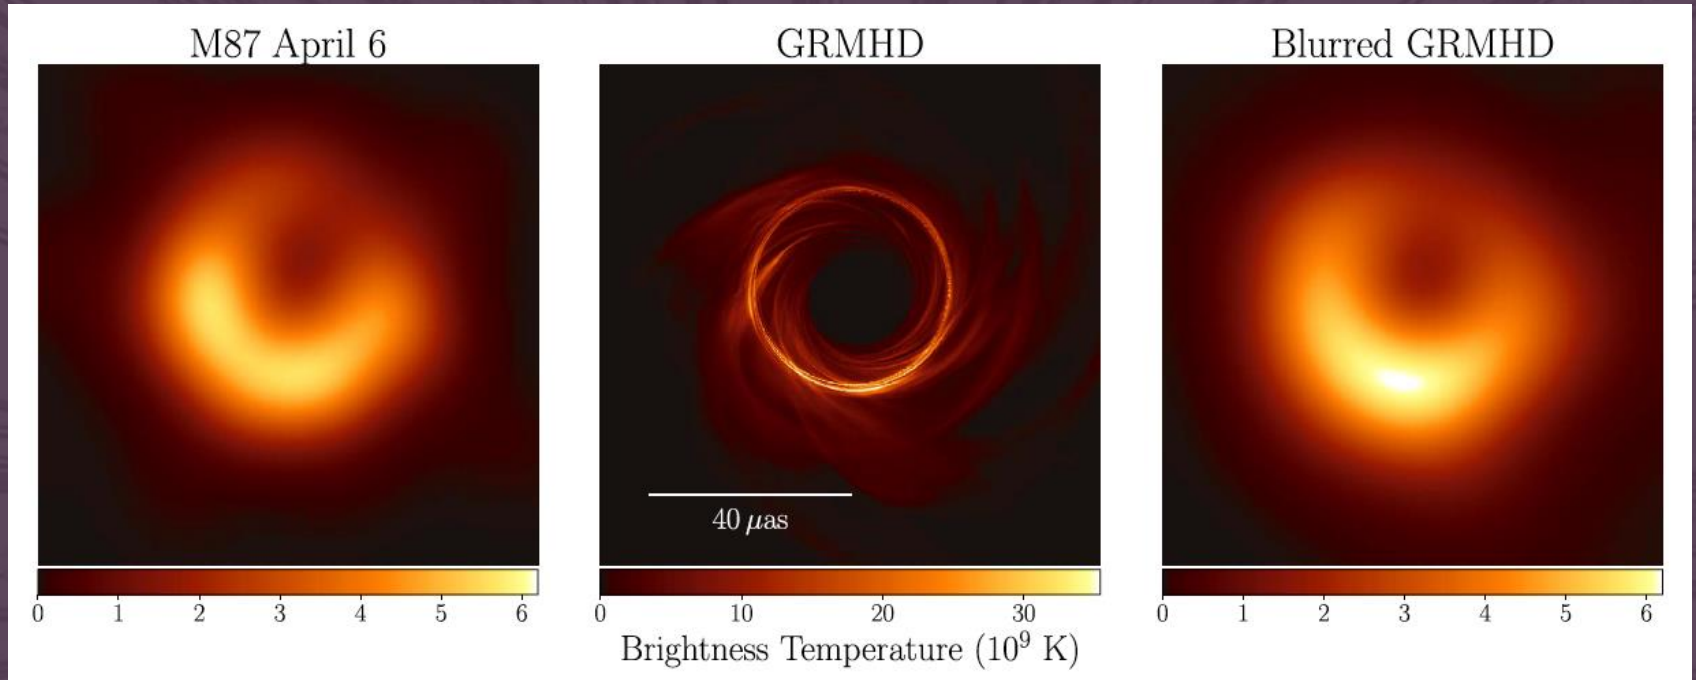 M87 April 6
GRMHD
Blurred GRMHD
40 μas
0 1 2 3 4 5 6
0 10 20 30
0 1 2 3 4 5 6
Brightness Temperature (10⁹ K)